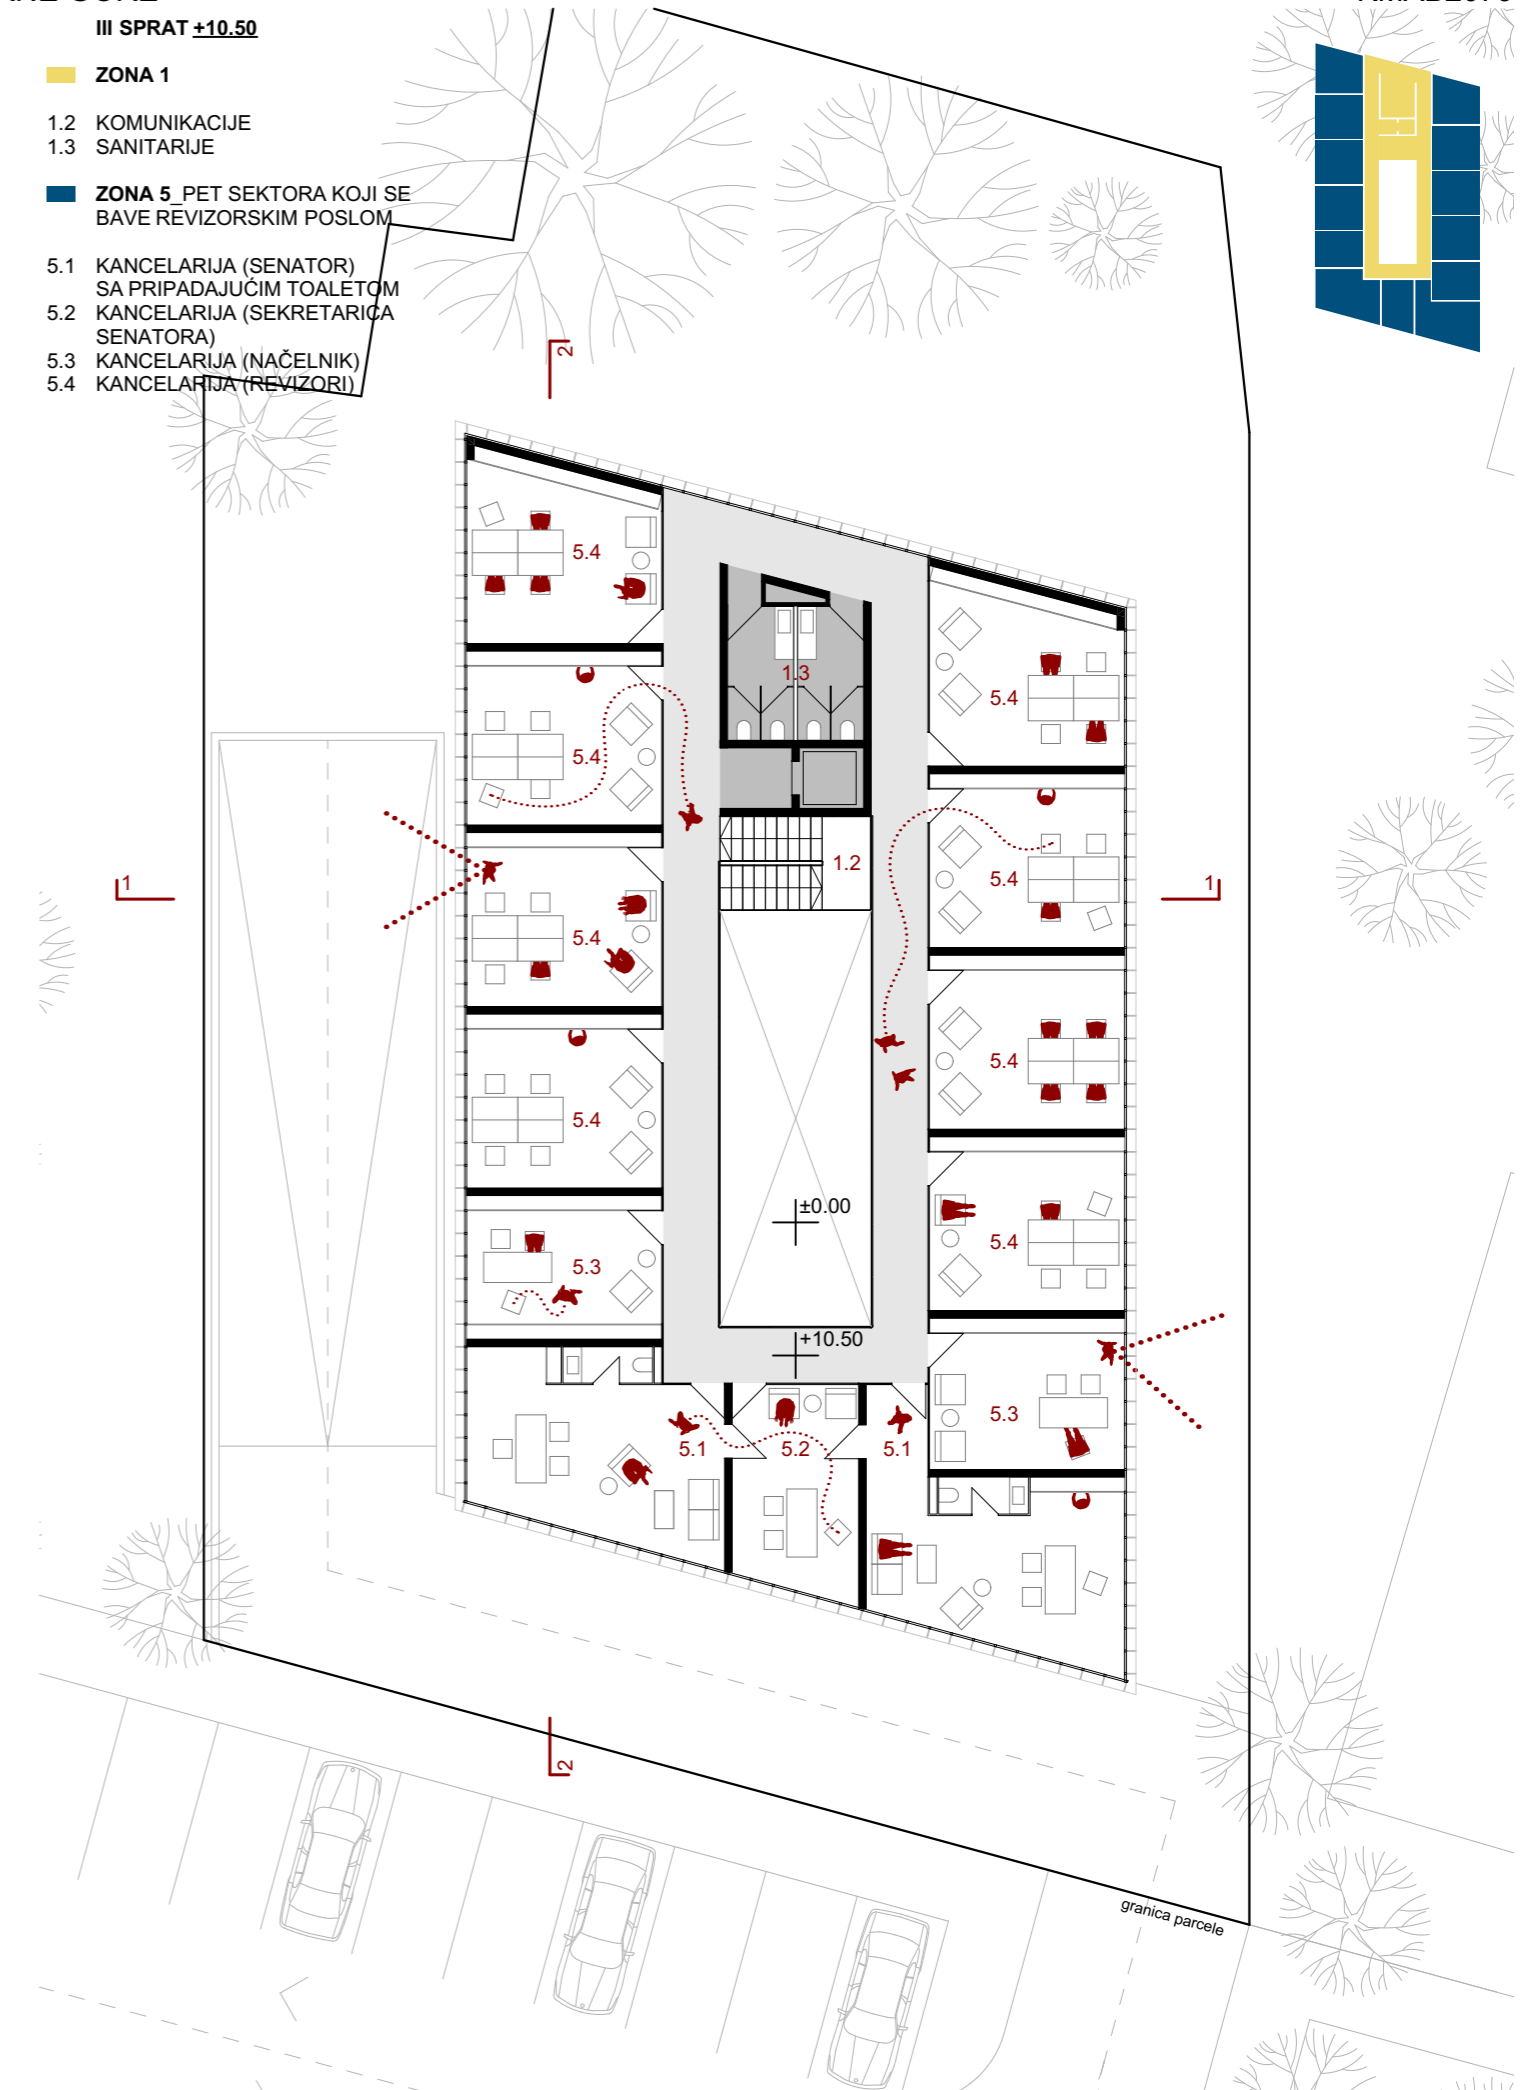 III SPRAT +10.50
ZONA 1
1.2 KOMUNIKACIJE
1.3 SANITARIJE
ZONA 5_PET SEKTORA KOJI SE
BAVE REVIZORSKIM POSLOM
5.1 KANCELARIJA (SENATOR)
SA PRIPADAJUĆIM TOALETOM
5.2 KANCELARIJA (SEKRETARICA
SENATORA)
5.3 KANCELARIJA (NAČELNIK)
5.4 KANCELARIJA (REVIZORI)
2
5.4
1.3
5.4
5.4
5.4
1.2
5.4
1
1
5.4
5.4
5.4
±0.00
5.4
5.3
+10.50
5.3
5.1
5.2
5.1
2
granica parcele